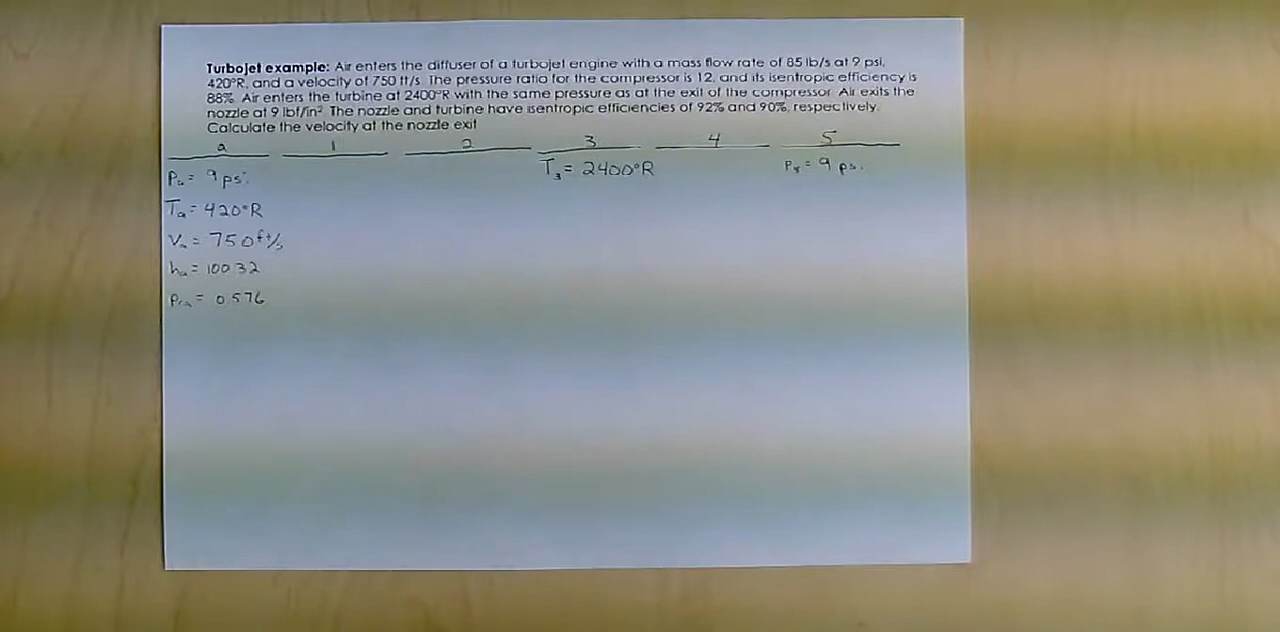 Turbojet example: Air enters the diffuser of a turbojet engine with a mass flow rate of 85 lb/s at 9 psi,
420°R, and a velocity of 750 ft/s. The pressure ratio for the compressor is 12, and its isentropic efficiency is
88%. Air enters the turbine at 2400°R with the same pressure as at the exit of the compressor. Air exits the
nozzle at 9 lbf/in². The nozzle and turbine have isentropic efficiencies of 92% and 90%, respectively.
Calculate the velocity at the nozzle exit
a 1 2 3 4 5
Pa = 9 psi T3 = 2400°R P5 = 9 psi
Ta = 420°R
Va = 750 ft/s
ha = 100.32
Pra = 0.576